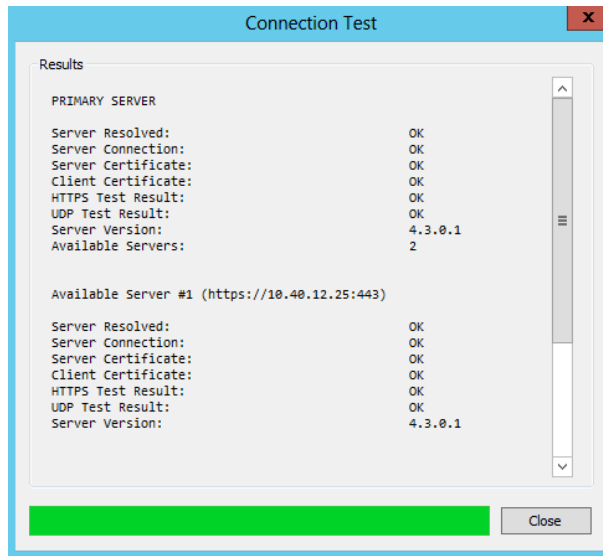 Connection Test
x
Results
PRIMARY SERVER
Server Resolved: OK
Server Connection: OK
Server Certificate: OK
Client Certificate: OK
HTTPS Test Result: OK
UDP Test Result: OK
Server Version: 4.3.0.1
Available Servers: 2
Available Server #1 (https://10.40.12.25:443)
Server Resolved: OK
Server Connection: OK
Server Certificate: OK
Client Certificate: OK
HTTPS Test Result: OK
UDP Test Result: OK
Server Version: 4.3.0.1
Close